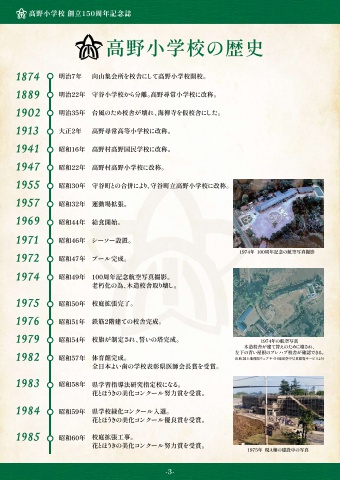 高野小学校 創立150周年記念誌
高野小学校の歴史
1874 明治7年 向山集会所を校舎にして高野小学校開校。
1889 明治22年 守谷小学校から分離、高野尋常小学校に改称。
1902 明治35年 台風のため校舎が壊れ、海禅寺を仮校舎にした。
1913 大正2年 高野尋常高等小学校に改称。
1941 昭和16年 高野村高野国民学校に改称。
1947 昭和22年 高野村高野小学校に改称。
1955 昭和30年 守谷町との合併により、守谷町立高野小学校に改称。
1957 昭和32年 運動場拡張。
1969 昭和44年 給食開始。
1971 昭和46年 シーソー設置。
1972 昭和47年 プール完成。
1974 昭和49年 100周年記念航空写真撮影。
老朽化の為、木造校舎取り壊し。
1975 昭和50年 校庭拡張完了。
1976 昭和51年 鉄筋2階建ての校舎完成。
1979 昭和54年 校旗が制定され、誓いの塔完成。
1982 昭和57年 体育館完成。
全日本よい歯の学校表彰県医師会長賞を受賞。
1983 昭和58年 県学習指導法研究指定校になる。
花とほうきの美化コンクール努力賞を受賞。
1984 昭和59年 県学校緑化コンクール入選。
花とほうきの美化コンクール優良賞を受賞。
1985 昭和60年 校庭拡張工事。
花とほうきの美化コンクール努力賞を受賞。
1974年 100周年記念の航空写真撮影
1974年の航空写真
木造校舎が建て替えのために壊され、
左下の青い屋根のプレハブ校舎が確認できる。
1975年 現A棟の建設中の写真
-3-